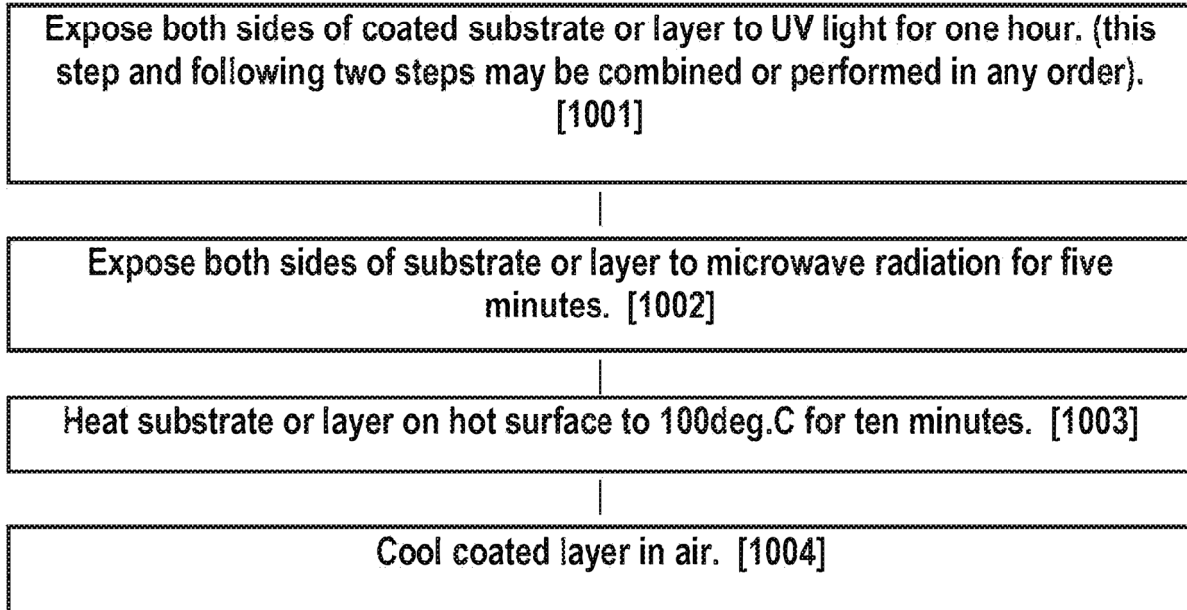 Expose both sides of coated substrate or layer to UV light for one hour. (this
step and following two steps may be combined or performed in any order).
[1001]
Expose both sides of substrate or layer to microwave radiation for five
minutes. [1002]
Heat substrate or layer on hot surface to 100deg.C for ten minutes. [1003]
Cool coated layer in air. [1004]